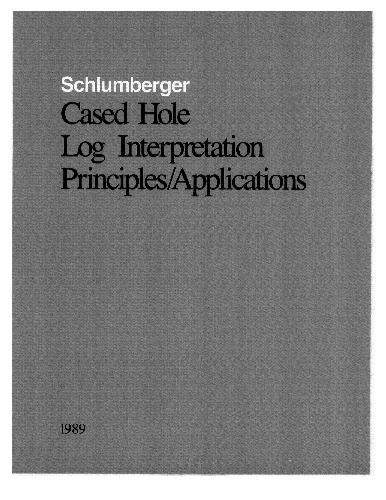 Schlumberger
Cased Hole
Log Interpretation
Principles/Applications
1989